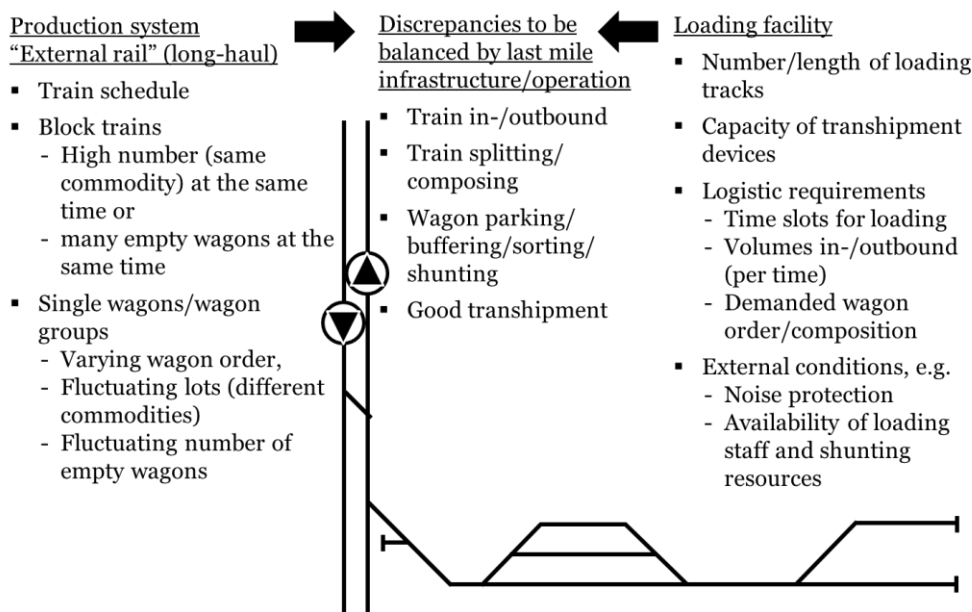 Production system
“External rail” (long-haul)
▪ Train schedule
▪ Block trains
- High number (same
commodity) at the same
time or
- many empty wagons at the
same time
▪ Single wagons/wagon
groups
- Varying wagon order,
- Fluctuating lots (different
commodities)
- Fluctuating number of
empty wagons
Discrepancies to be
balanced by last mile
infrastructure/operation
▪ Train in-/outbound
▪ Train splitting/
composing
▪ Wagon parking/
buffering/sorting/
shunting
▪ Good transhipment
Loading facility
▪ Number/length of loading
tracks
▪ Capacity of transhipment
devices
▪ Logistic requirements
- Time slots for loading
- Volumes in-/outbound
(per time)
- Demanded wagon
order/composition
▪ External conditions, e.g.
- Noise protection
- Availability of loading
staff and shunting
resources